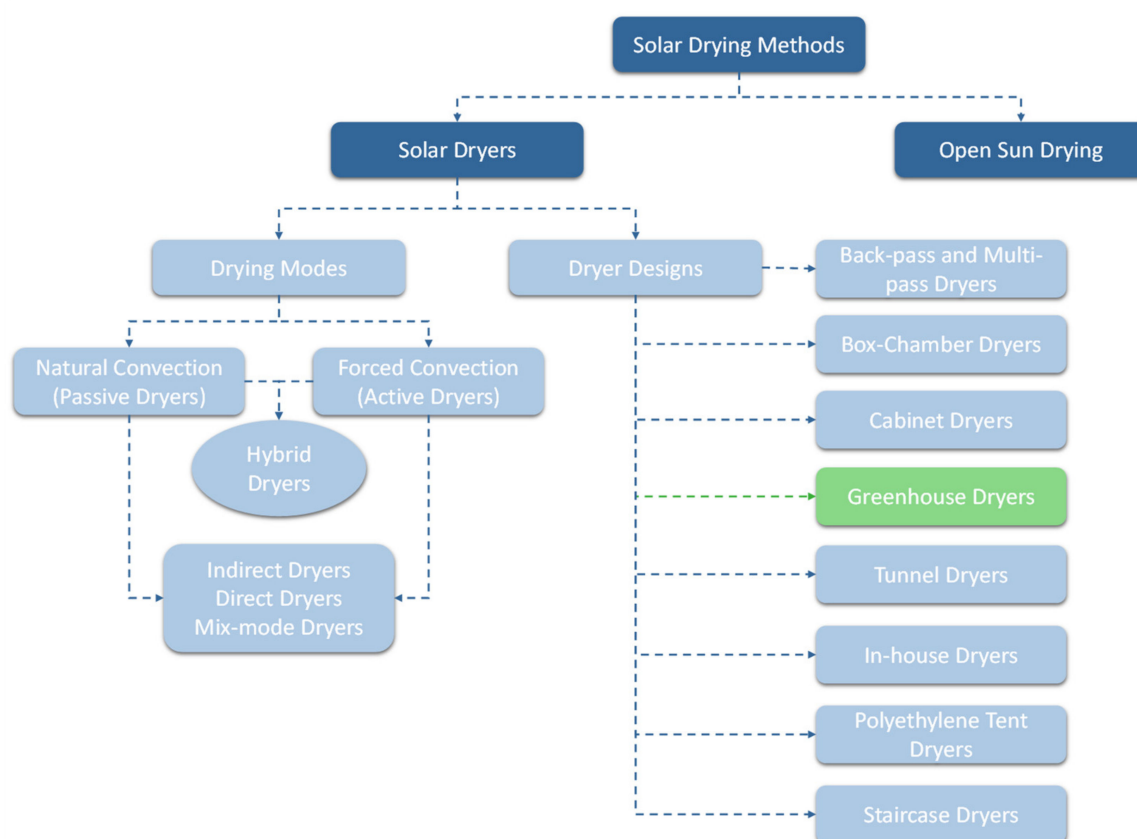 Solar Drying Methods
Solar Dryers
Open Sun Drying
Drying Modes
Dryer Designs
Back-pass and Multi-
pass Dryers
Natural Convection
(Passive Dryers)
Forced Convection
(Active Dryers)
Hybrid
Dryers
Indirect Dryers
Direct Dryers
Mix-mode Dryers
Box-Chamber Dryers
Cabinet Dryers
Greenhouse Dryers
Tunnel Dryers
In-house Dryers
Polyethylene Tent
Dryers
Staircase Dryers